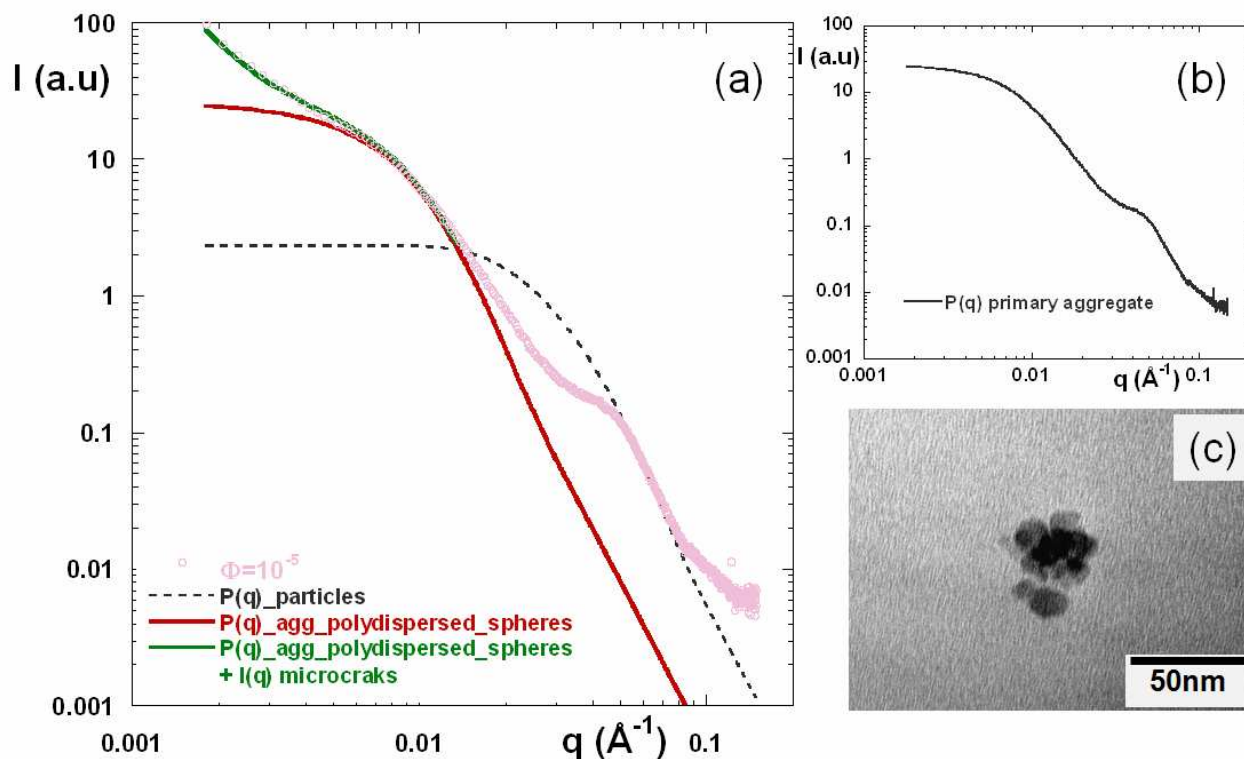 (a)
I (a.u)
100
10
1
0.1
0.01
0.001
0.001
0.01
0.1
q (Å⁻¹)
Φ=10⁻⁵
P(q)_particles
P(q)_agg_polydispersed_spheres
P(q)_agg_polydispersed_spheres
+ I(q) microcraks
(b)
I (a.u)
100
10
1
0.1
0.01
0.001
0.001
0.01
0.1
q (Å⁻¹)
P(q) primary aggregate
(c)
50nm